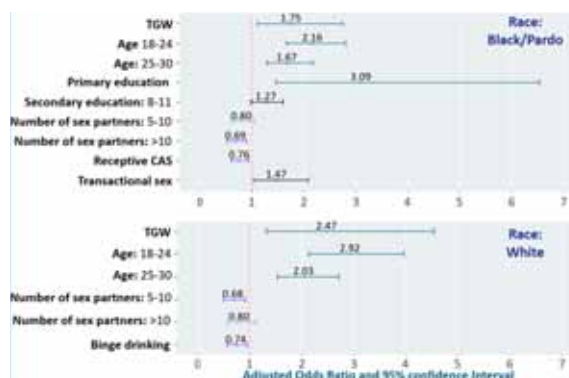 TGW 1.75 Race:
Age 18-24 2.16 Black/Pardo
Age: 25-30 1.67
Primary education 3.09
Secondary education: 8-11 1.27
Number of sex partners: 5-10 0.80
Number of sex partners: >10 0.69
Receptive CAS 0.76
Transactional sex 1.47
0 1 2 3 4 5 6 7
TGW 2.47 Race:
Age: 18-24 2.92 White
Age: 25-30 2.03
Number of sex partners: 5-10 0.68
Number of sex partners: >10 0.80
Binge drinking 0.74
0 1 2 3 4 5 6 7
Adjusted Odds Ratio and 95% confidence Interval